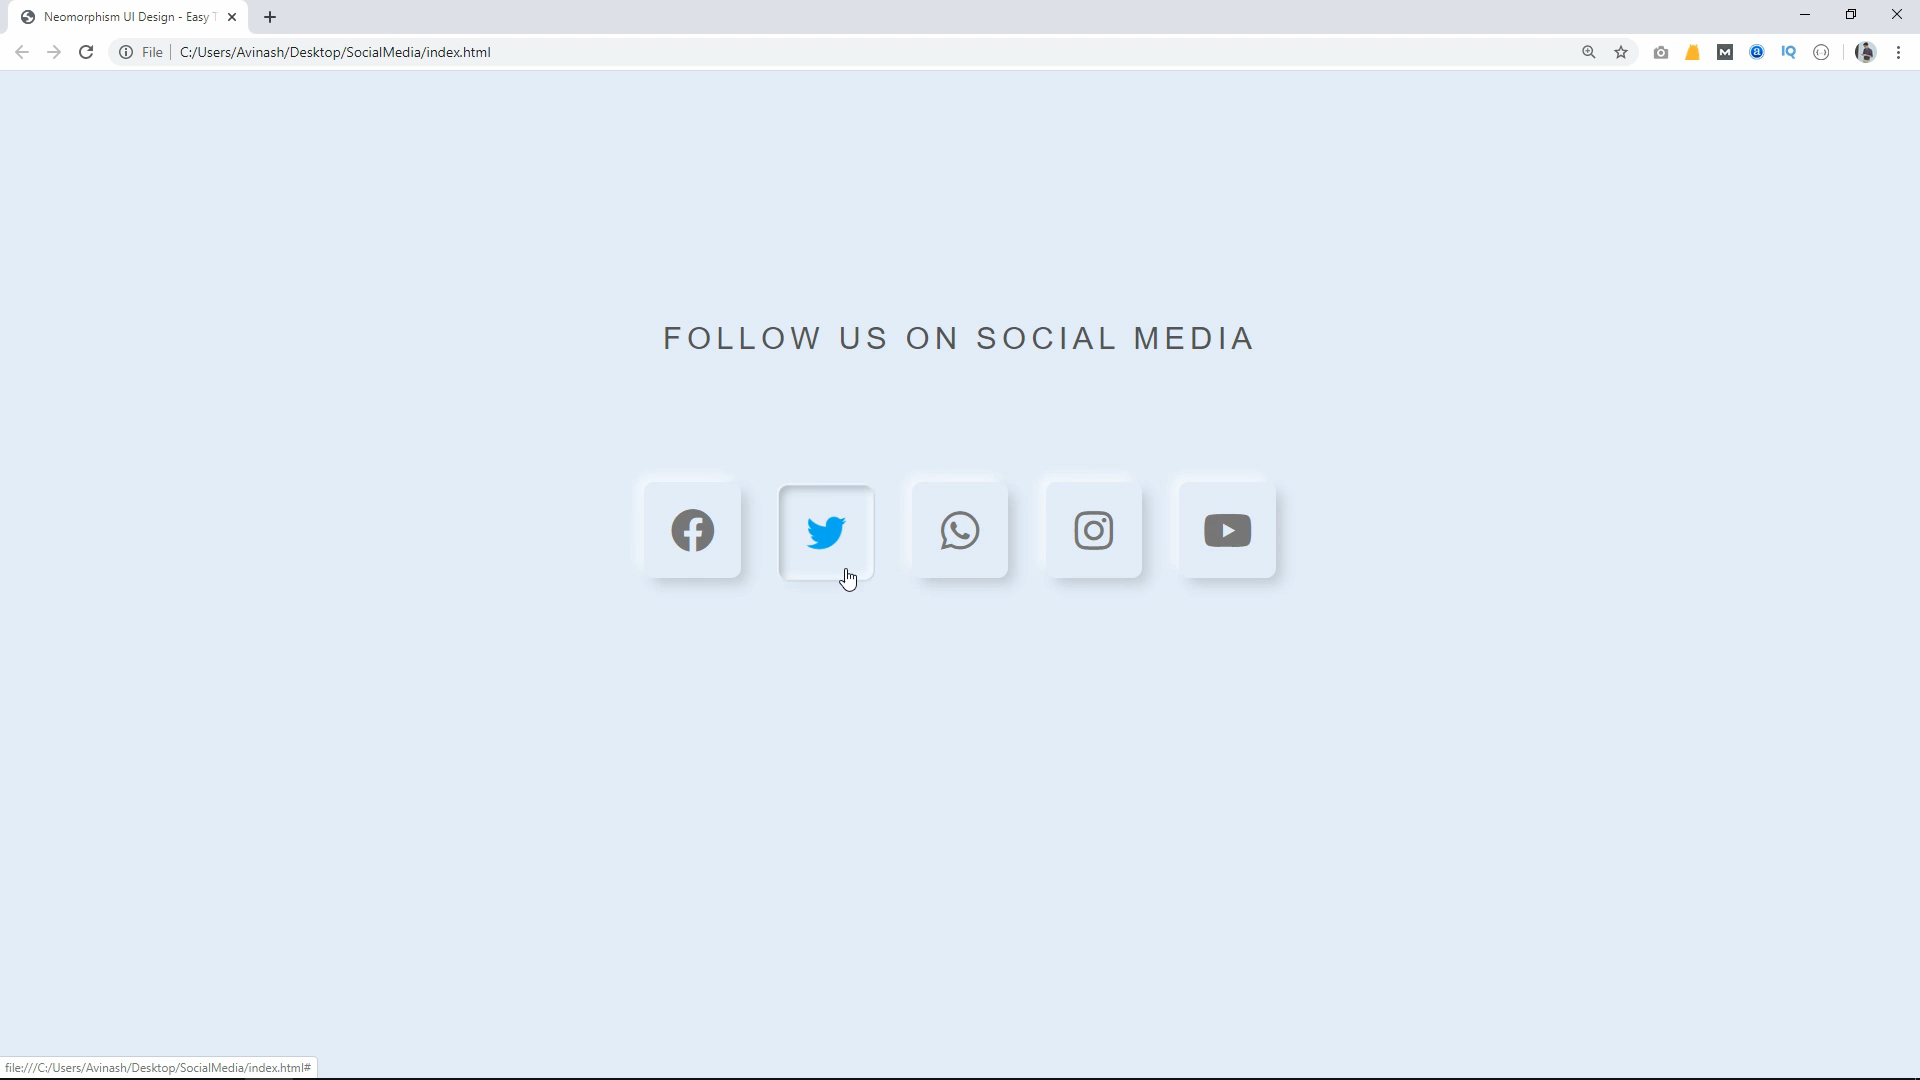 Neomorphism UI Design - Easy T
File
C:/Users/Avinash/Desktop/SocialMedia/index.html
FOLLOW US ON SOCIAL MEDIA
file:///C:/Users/Avinash/Desktop/SocialMedia/index.html#